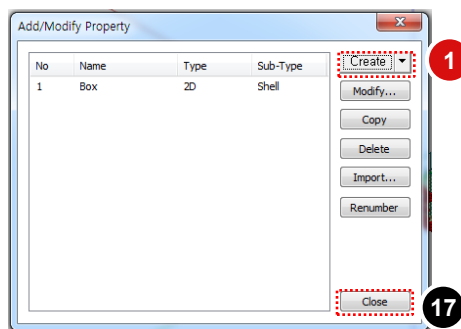 Add/Modify Property
No Name Type Sub-Type
1 Box 2D Shell
Create
1
Modify...
Copy
Delete
Import...
Renumber
Close
17